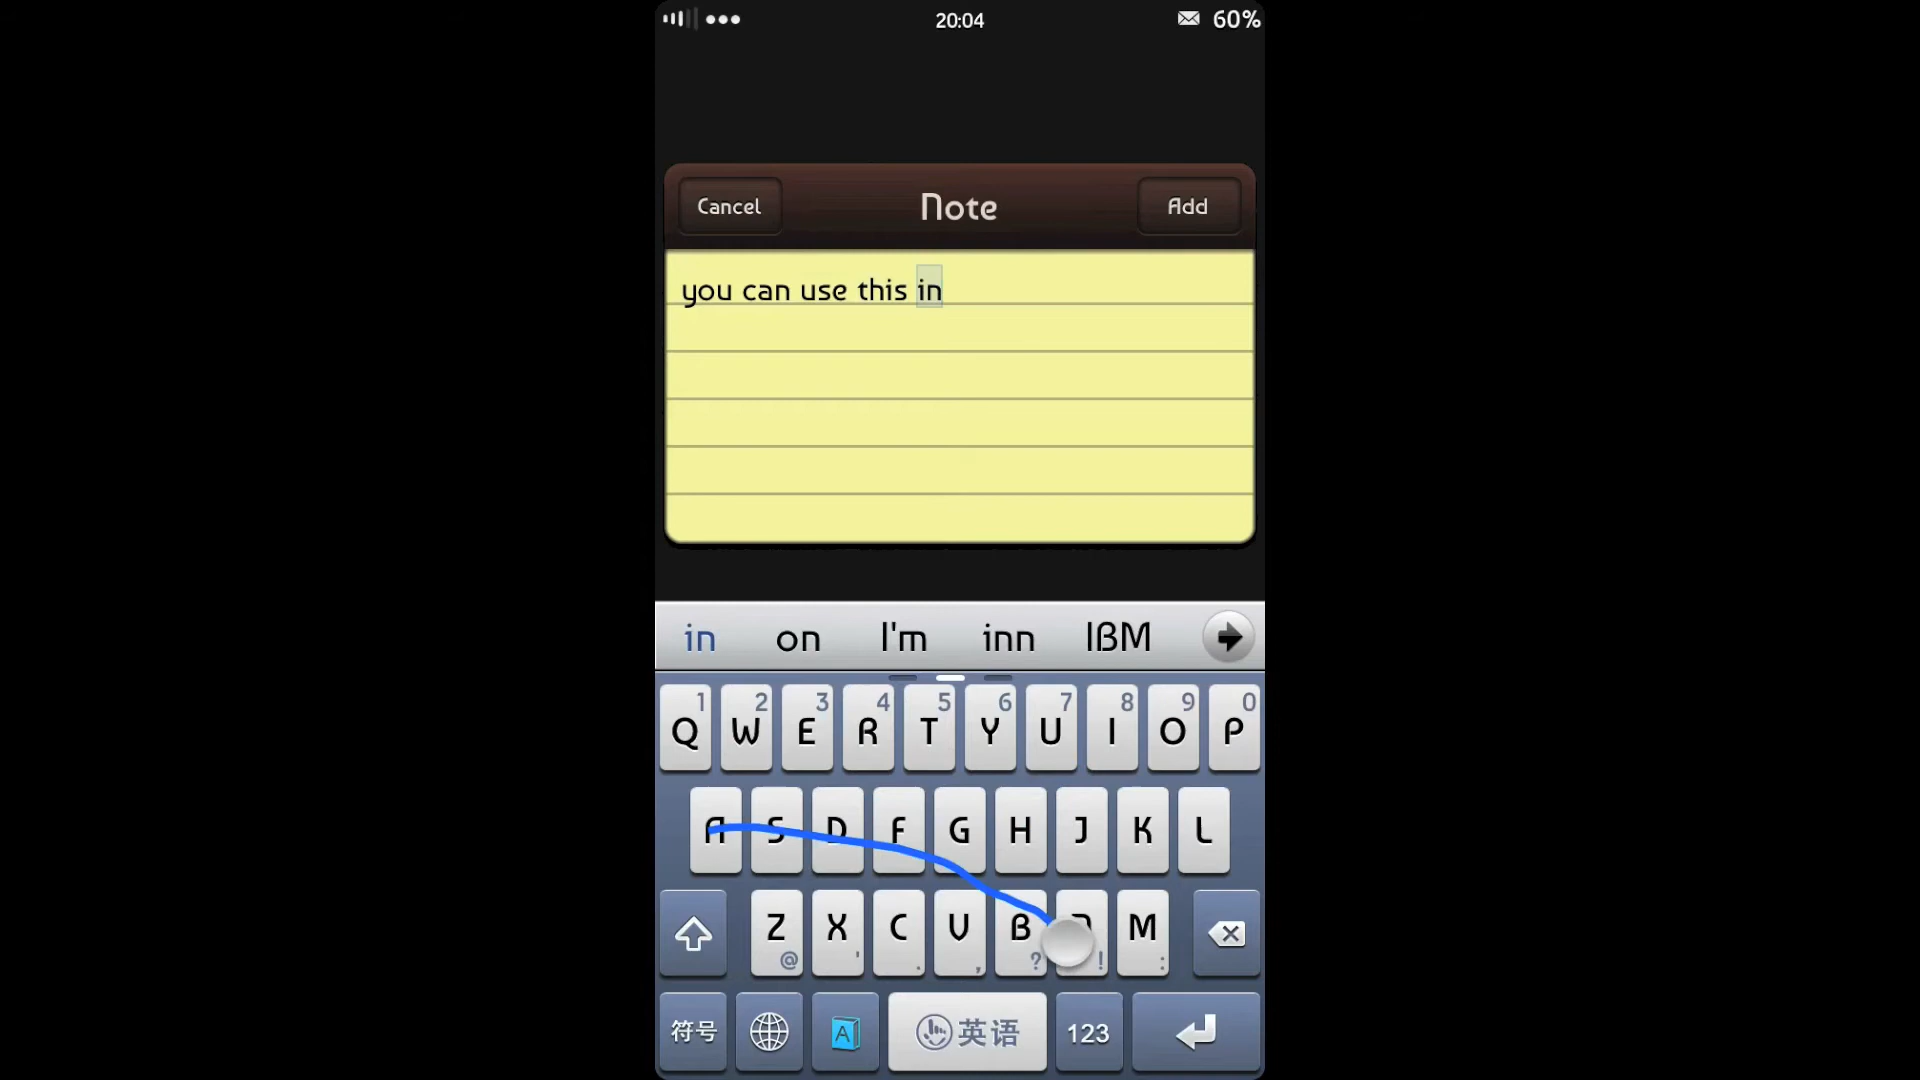 20:04 60%
Cancel Note Add
you can use this in
in on I'm inn IBM
1 2 3 4 5 6 7 8 9 0
Q W E R T Y U I O P
A S D F G H J K L
Z X C V B M
@ ' . , ? ! :
符号 A 英语 123